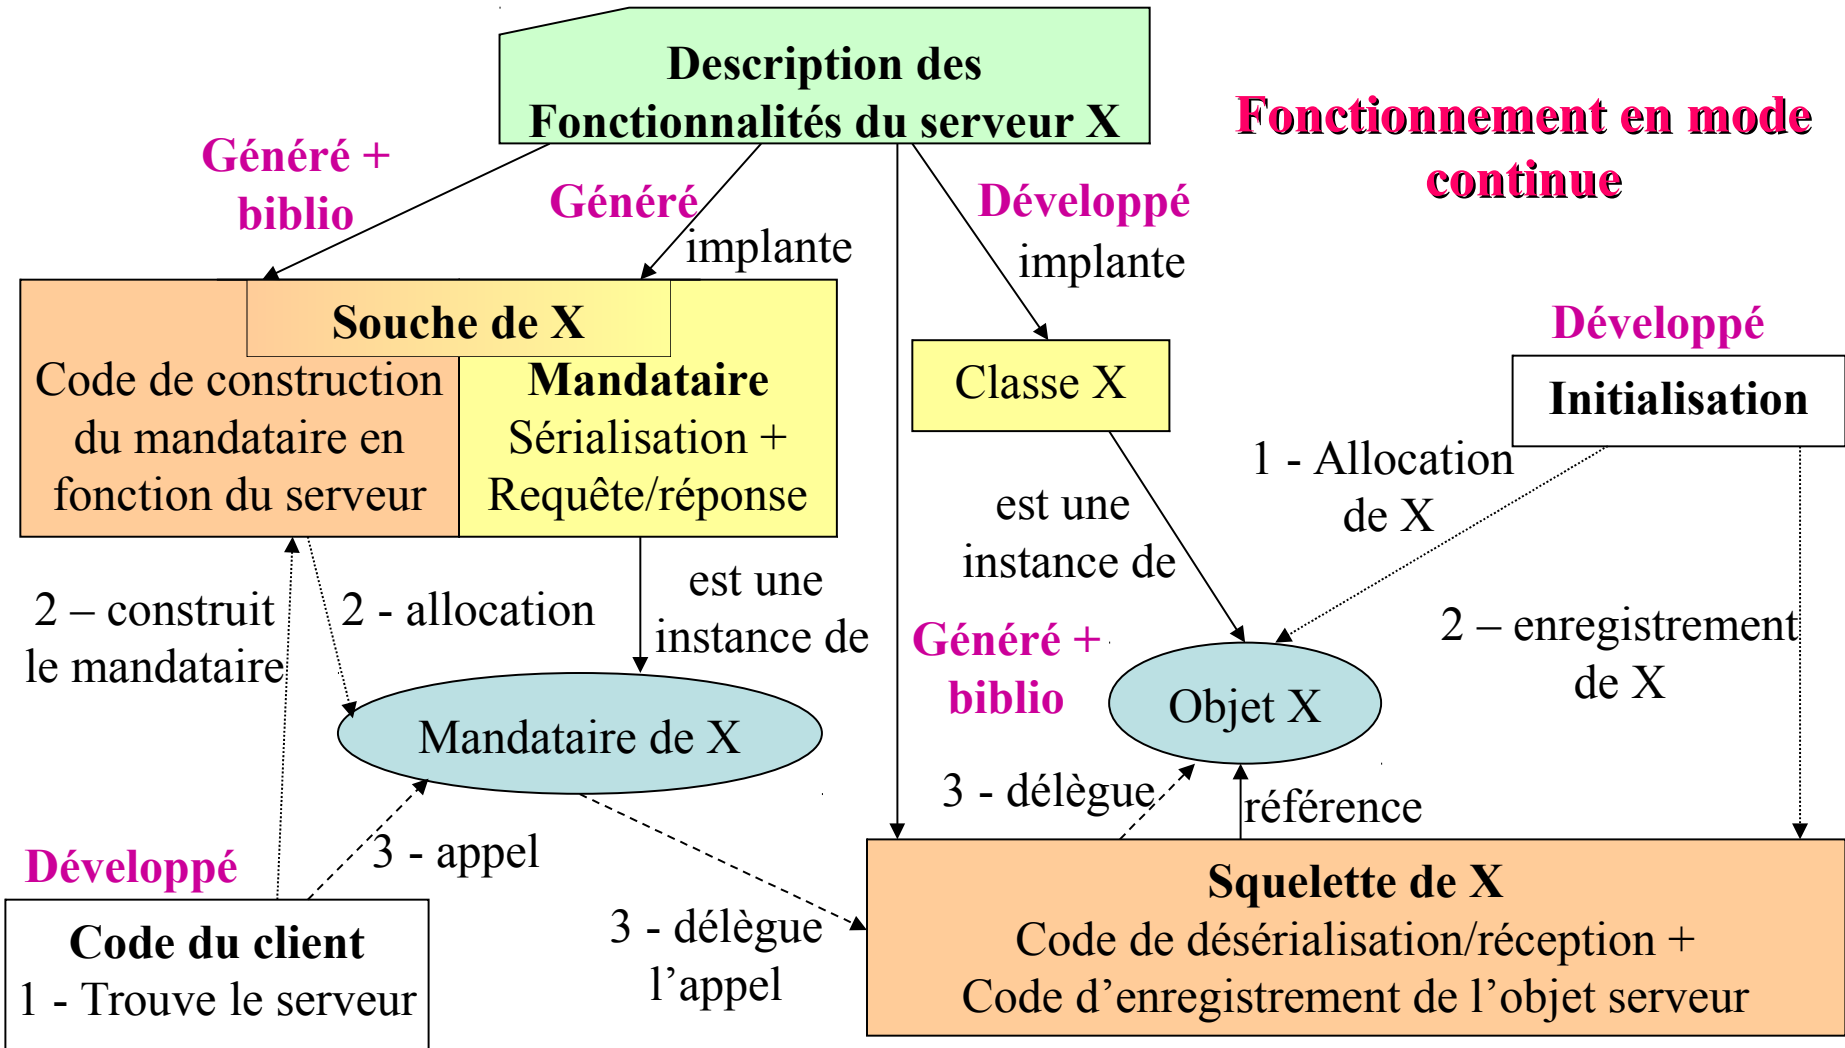 Description des
Fonctionnalités du serveur X
Fonctionnement en mode
continue
Généré +
biblio
Généré
implante
Développé
implante
Souche de X
Code de construction
du mandataire en
fonction du serveur
Mandataire
Sérialisation +
Requête/réponse
Classe X
Développé
Initialisation
1 - Allocation
de X
est une
instance de
2 – construit
le mandataire
2 - allocation
est une
instance de
Généré +
biblio
2 – enregistrement
de X
Mandataire de X
Objet X
3 - délègue
référence
3 - appel
Développé
Code du client
1 - Trouve le serveur
3 - délègue
l’appel
Squelette de X
Code de désérialisation/réception +
Code d’enregistrement de l’objet serveur